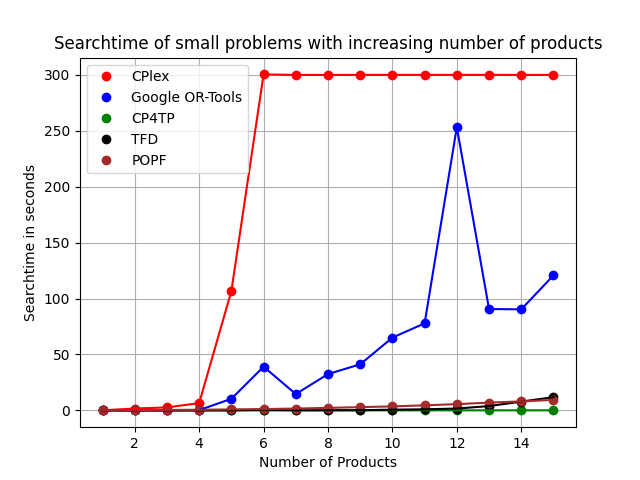 Searchtime of small problems with increasing number of products
300
250
200
150
100
50
0
Searchtime in seconds
CPlex
Google OR-Tools
CP4TP
TFD
POPF
2 4 6 8 10 12 14
Number of Products